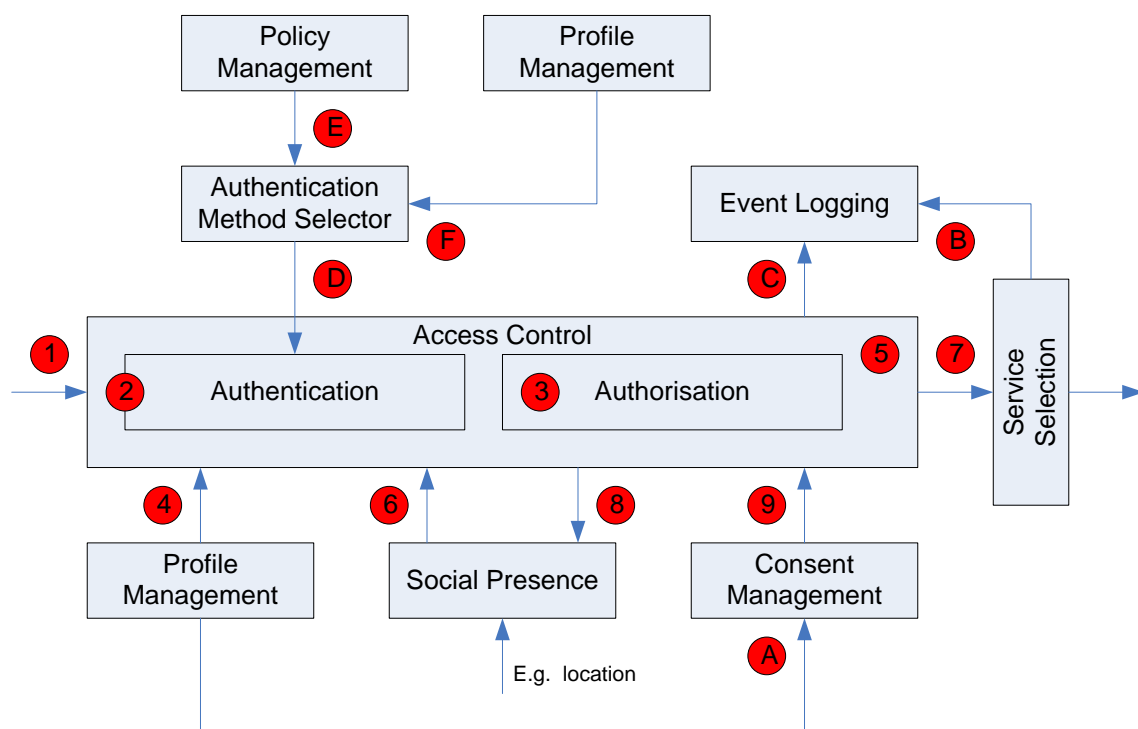 Policy
Management
Profile
Management
E
Authentication
Method Selector
F
Event Logging
B
D
C
Access Control
1
5
7
2
Authentication
3
Authorisation
Service
Selection
4
6
8
9
Profile
Management
Social Presence
Consent
Management
A
E.g. location